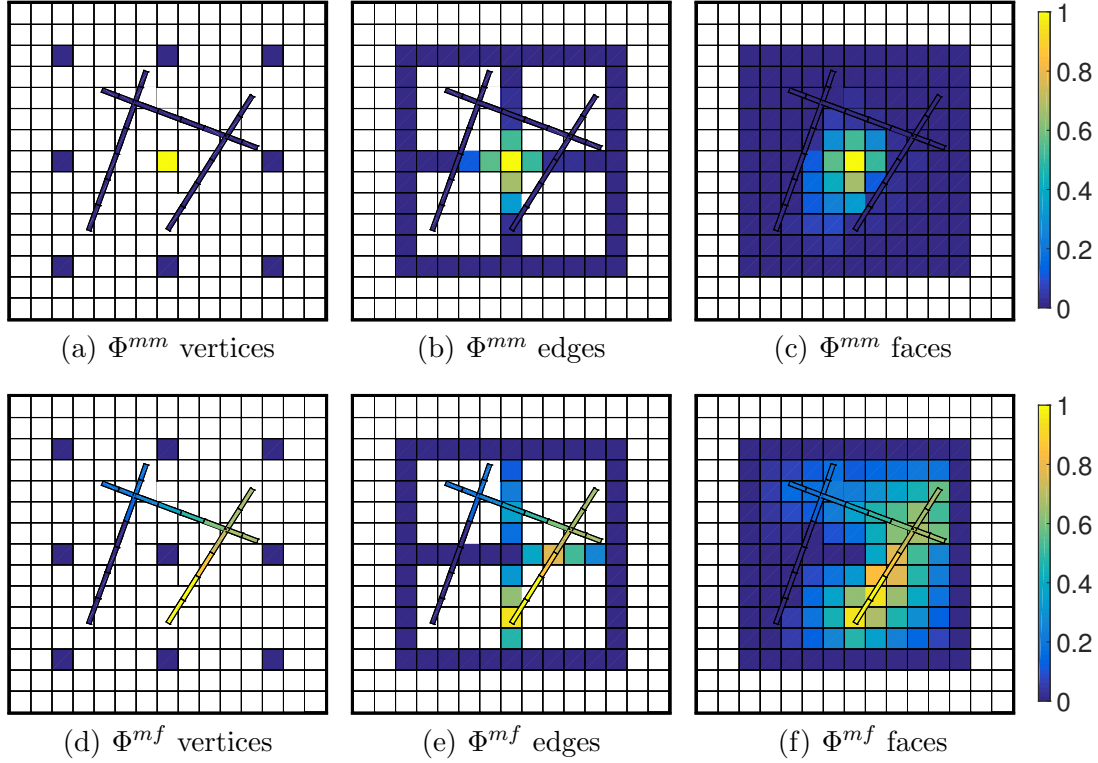 1
0.8
0.6
0.4
0.2
0
(a) Φ^{mm} vertices
(b) Φ^{mm} edges
(c) Φ^{mm} faces
1
0.8
0.6
0.4
0.2
0
(d) Φ^{mf} vertices
(e) Φ^{mf} edges
(f) Φ^{mf} faces